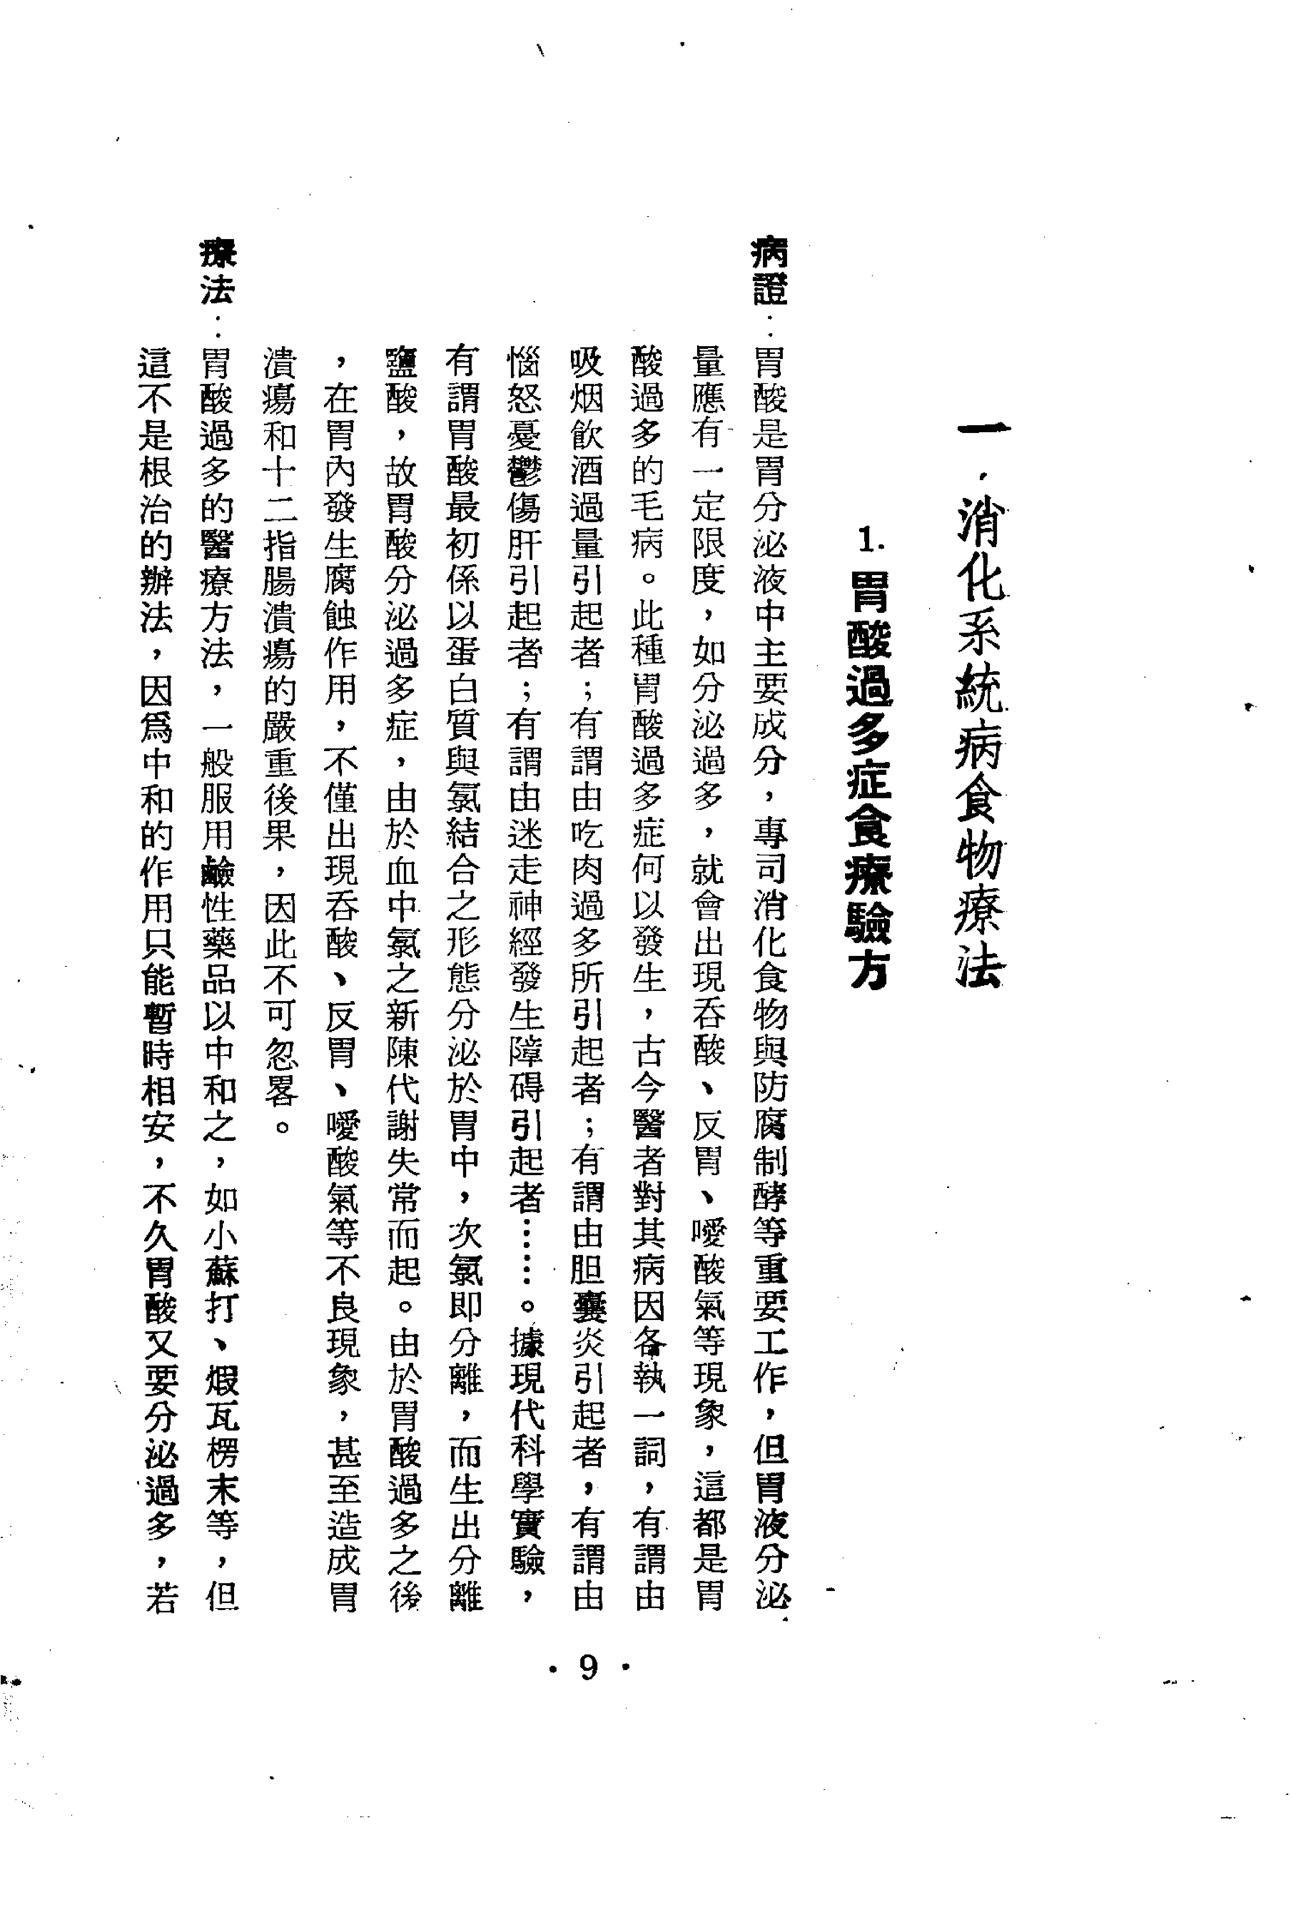 一，消化系統病食物療法
1. 胃酸過多症食療驗方
病證：胃酸是胃分泌液中主要成分，專司消化食物與防腐制酵等重要工作，但胃液分泌
量應有一定限度，如分泌過多，就會出現吞酸、反胃、噯酸氣等現象，這都是胃
酸過多的毛病。此種胃酸過多症何以發生，古今醫者對其病因各執一詞，有謂由
吸烟飲酒過量引起者；有謂由吃肉過多所引起者；有謂由胆囊炎引起者，有謂由
惱怒憂鬱傷肝引起者；有謂由迷走神經發生障碍引起者……。據現代科學實驗，
有謂胃酸最初係以蛋白質與氯結合之形態分泌於胃中，次氯即分離，而生出分離
鹽酸，故胃酸分泌過多症，由於血中氯之新陳代謝失常而起。由於胃酸過多之後
，在胃內發生腐蝕作用，不僅出現吞酸、反胃、噯酸氣等不良現象，甚至造成胃
潰瘍和十二指腸潰瘍的嚴重後果，因此不可忽畧。
療法：胃酸過多的醫療方法，一般服用鹼性藥品以中和之，如小蘇打、煆瓦楞末等，但
這不是根治的辦法，因爲中和的作用只能暫時相安，不久胃酸又要分泌過多，若
・9・